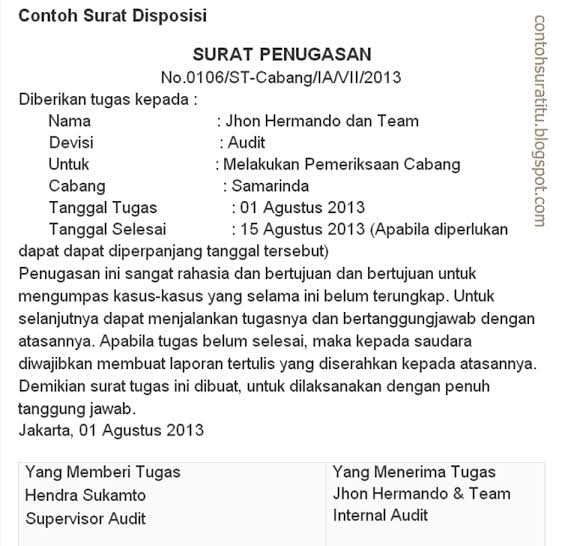 Contoh Surat Disposisi
SURAT PENUGASAN
No.0106/ST-Cabang/IA/VII/2013
Diberikan tugas kepada :
Nama : Jhon Hermando dan Team
Devisi : Audit
Untuk : Melakukan Pemeriksaan Cabang
Cabang : Samarinda
Tanggal Tugas : 01 Agustus 2013
Tanggal Selesai : 15 Agustus 2013 (Apabila diperlukan
dapat dapat diperpanjang tanggal tersebut)
Penugasan ini sangat rahasia dan bertujuan dan bertujuan untuk
mengumpas kasus-kasus yang selama ini belum terungkap. Untuk
selanjutnya dapat menjalankan tugasnya dan bertanggungjawab dengan
atasannya. Apabila tugas belum selesai, maka kepada saudara
diwajibkan membuat laporan tertulis yang diserahkan kepada atasannya.
Demikian surat tugas ini dibuat, untuk dilaksanakan dengan penuh
tanggung jawab.
Jakarta, 01 Agustus 2013
Yang Memberi Tugas
Hendra Sukamto
Supervisor Audit
Yang Menerima Tugas
Jhon Hermando & Team
Internal Audit
contohsuratitu.blogspot.com